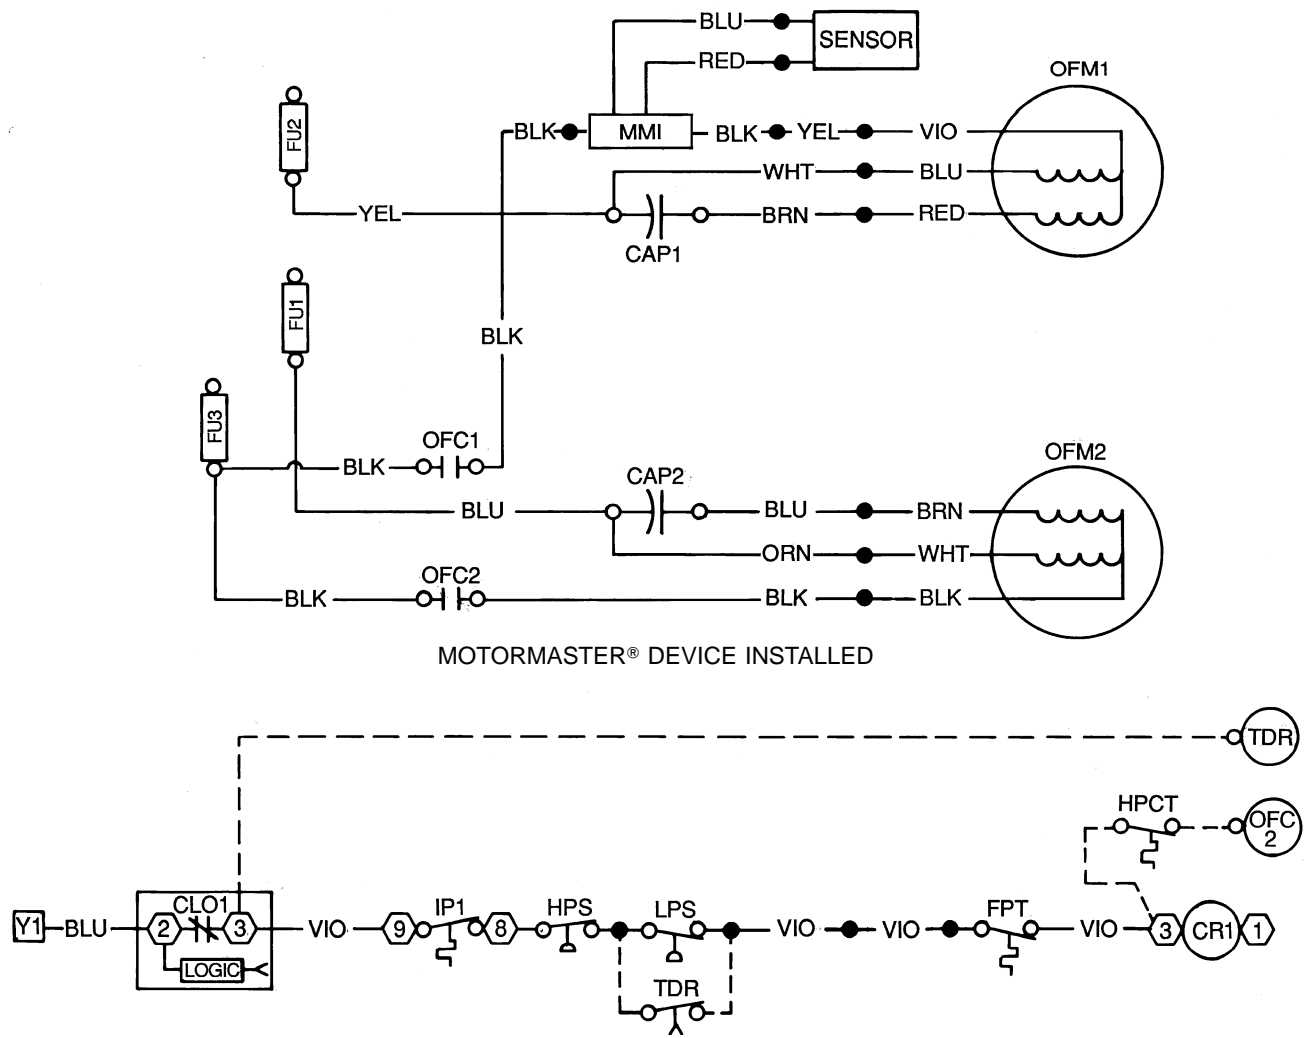 BLU
SENSOR
RED
OFM1
FU2
BLK MMI BLK YEL VIO
WHT BLU
YEL BRN RED
CAP1
FU1
BLK
FU3
OFC1
BLK
OFM2
CAP2
BLU BLU BRN
ORN WHT
OFC2
BLK BLK BLK
MOTORMASTER® DEVICE INSTALLED
TDR
HPCT
OFC
2
CLO1
Y1 BLU 2 3 VIO 9 IP1 8 HPS LPS VIO VIO FPT VIO 3 CR1 1
LOGIC
TDR